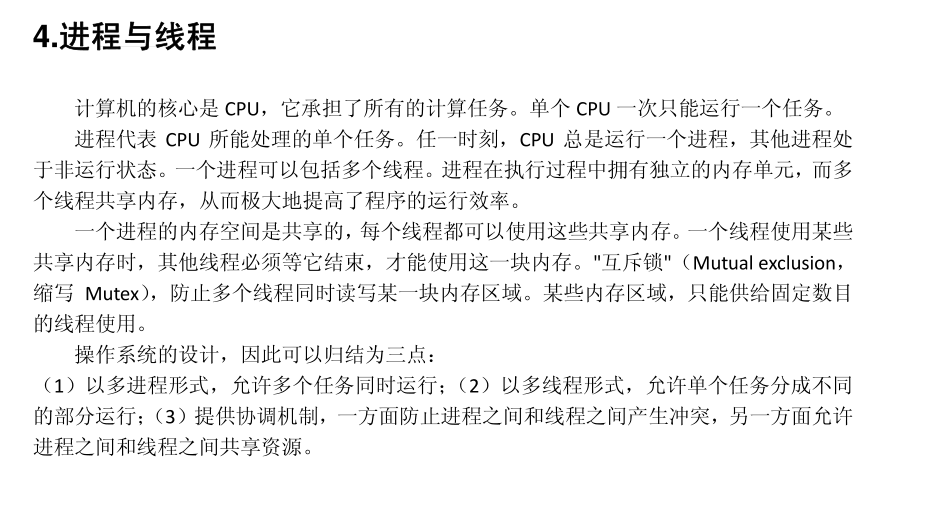 4.进程与线程
计算机的核心是 CPU，它承担了所有的计算任务。单个 CPU 一次只能运行一个任务。
进程代表 CPU 所能处理的单个任务。任一时刻，CPU 总是运行一个进程，其他进程处
于非运行状态。一个进程可以包括多个线程。进程在执行过程中拥有独立的内存单元，而多
个线程共享内存，从而极大地提高了程序的运行效率。
一个进程的内存空间是共享的，每个线程都可以使用这些共享内存。一个线程使用某些
共享内存时，其他线程必须等它结束，才能使用这一块内存。"互斥锁"（Mutual exclusion，
缩写 Mutex），防止多个线程同时读写某一块内存区域。某些内存区域，只能供给固定数目
的线程使用。
操作系统的设计，因此可以归结为三点：
（1）以多进程形式，允许多个任务同时运行；（2）以多线程形式，允许单个任务分成不同
的部分运行；（3）提供协调机制，一方面防止进程之间和线程之间产生冲突，另一方面允许
进程之间和线程之间共享资源。